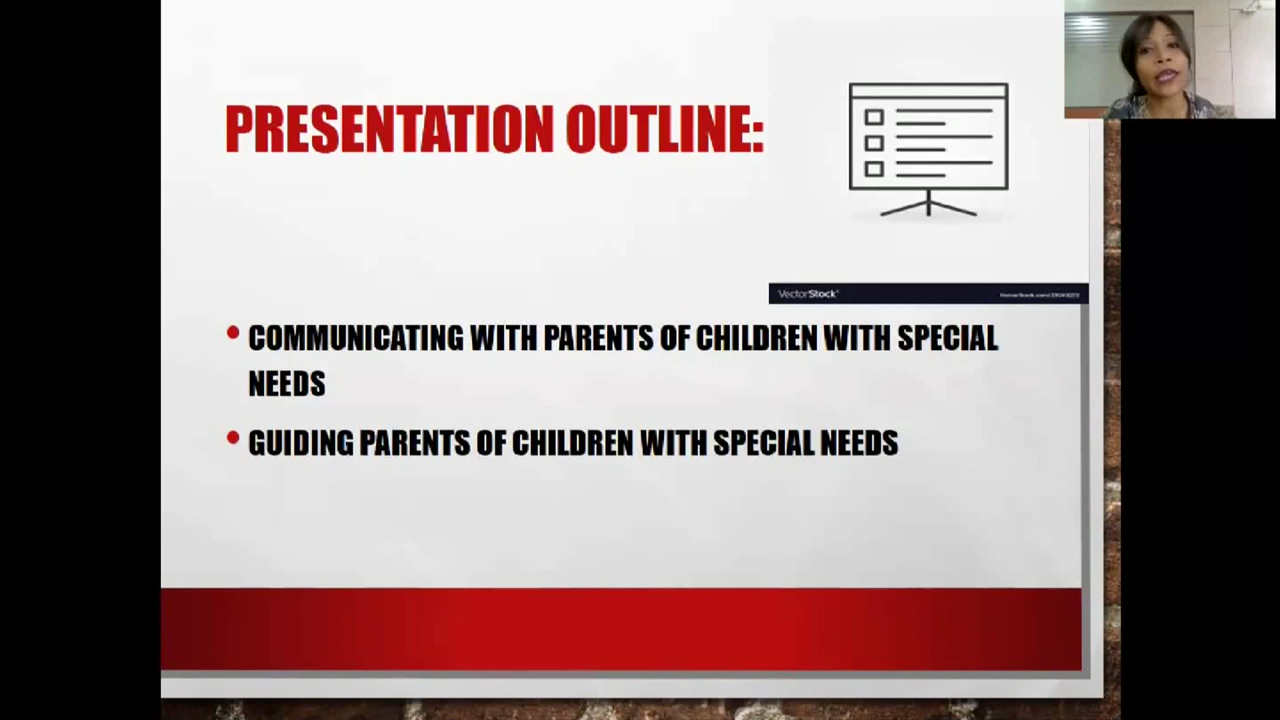 PRESENTATION OUTLINE:
VectorStock®
• COMMUNICATING WITH PARENTS OF CHILDREN WITH SPECIAL
NEEDS
• GUIDING PARENTS OF CHILDREN WITH SPECIAL NEEDS